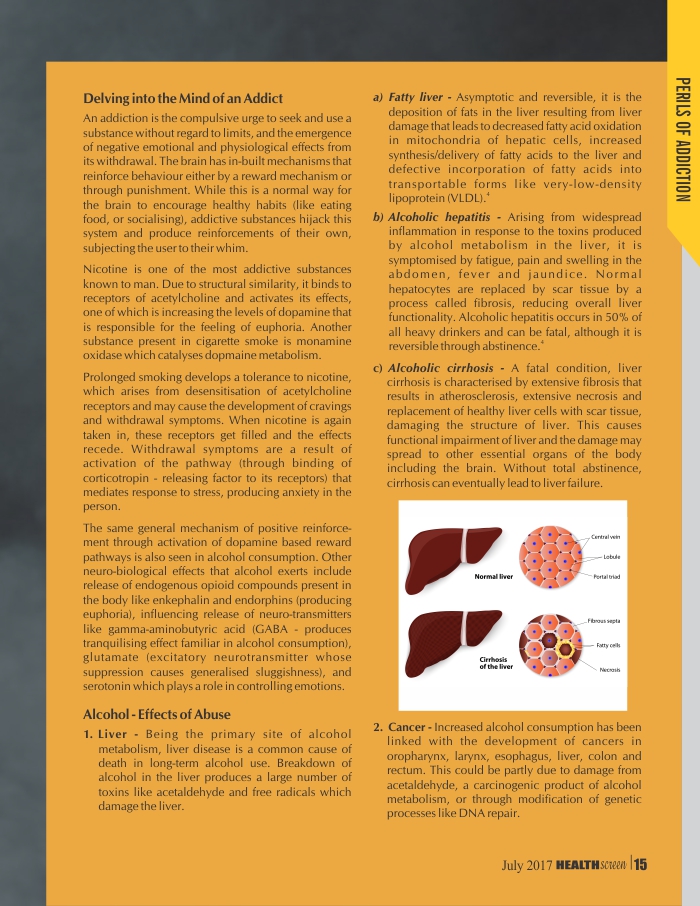 Delving into the Mind of an Addict
An addiction is the compulsive urge to seek and use a
substance without regard to limits, and the emergence
of negative emotional and physiological effects from
its withdrawal. The brain has in-built mechanisms that
reinforce behaviour either by a reward mechanism or
through punishment. While this is a normal way for
the brain to encourage healthy habits (like eating
food, or socialising), addictive substances hijack this
system and produce reinforcements of their own,
subjecting the user to their whim.
Nicotine is one of the most addictive substances
known to man. Due to structural similarity, it binds to
receptors of acetylcholine and activates its effects,
one of which is increasing the levels of dopamine that
is responsible for the feeling of euphoria. Another
substance present in cigarette smoke is monamine
oxidase which catalyses dopmaine metabolism.
Prolonged smoking develops a tolerance to nicotine,
which arises from desensitisation of acetylcholine
receptors and may cause the development of cravings
and withdrawal symptoms. When nicotine is again
taken in, these receptors get filled and the effects
recede. Withdrawal symptoms are a result of
activation of the pathway (through binding of
corticotropin - releasing factor to its receptors) that
mediates response to stress, producing anxiety in the
person.
The same general mechanism of positive reinforce-
ment through activation of dopamine based reward
pathways is also seen in alcohol consumption. Other
neuro-biological effects that alcohol exerts include
release of endogenous opioid compounds present in
the body like enkephalin and endorphins (producing
euphoria), influencing release of neuro-transmitters
like gamma-aminobutyric acid (GABA - produces
tranquilising effect familiar in alcohol consumption),
glutamate (excitatory neurotransmitter whose
suppression causes generalised sluggishness), and
serotonin which plays a role in controlling emotions.
Alcohol - Effects of Abuse
1. Liver - Being the primary site of alcohol
metabolism, liver disease is a common cause of
death in long-term alcohol use. Breakdown of
alcohol in the liver produces a large number of
toxins like acetaldehyde and free radicals which
damage the liver.
a) Fatty liver - Asymptotic and reversible, it is the
deposition of fats in the liver resulting from liver
damage that leads to decreased fatty acid oxidation
in mitochondria of hepatic cells, increased
synthesis/delivery of fatty acids to the liver and
defective incorporation of fatty acids into
transportable forms like very-low-density
lipoprotein (VLDL).⁴
b) Alcoholic hepatitis - Arising from widespread
inflammation in response to the toxins produced
by alcohol metabolism in the liver, it is
symptomised by fatigue, pain and swelling in the
abdomen, fever and jaundice. Normal
hepatocytes are replaced by scar tissue by a
process called fibrosis, reducing overall liver
functionality. Alcoholic hepatitis occurs in 50% of
all heavy drinkers and can be fatal, although it is
reversible through abstinence.⁴
c) Alcoholic cirrhosis - A fatal condition, liver
cirrhosis is characterised by extensive fibrosis that
results in atherosclerosis, extensive necrosis and
replacement of healthy liver cells with scar tissue,
damaging the structure of liver. This causes
functional impairment of liver and the damage may
spread to other essential organs of the body
including the brain. Without total abstinence,
cirrhosis can eventually lead to liver failure.
Central vein
Lobule
Portal triad
Normal liver
Fibrous septa
Fatty cells
Necrosis
Cirrhosis
of the liver
2. Cancer - Increased alcohol consumption has been
linked with the development of cancers in
oropharynx, larynx, esophagus, liver, colon and
rectum. This could be partly due to damage from
acetaldehyde, a carcinogenic product of alcohol
metabolism, or through modification of genetic
processes like DNA repair.
PERILS OF ADDICTION
July 2017 HEALTHscreen | 15